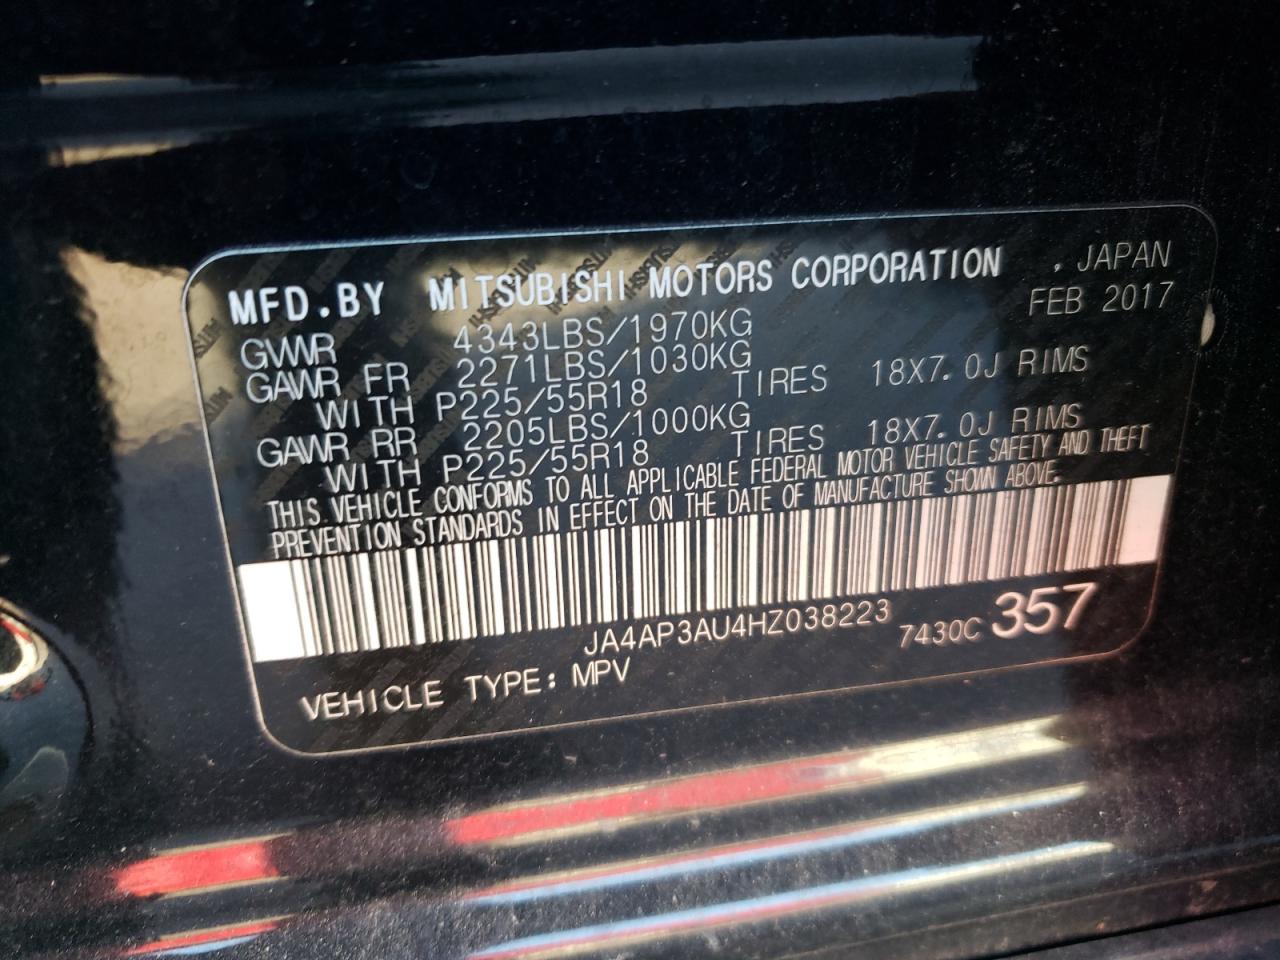 MFD.BY MITSUBISHI MOTORS CORPORATION . JAPAN
FEB 2017
GVWR 4343LBS/1970KG
GAWR FR 2271LBS/1030KG
WITH P225/55R18 TIRES 18X7.0J RIMS
GAWR RR 2205LBS/1000KG
WITH P225/55R18 TIRES 18X7.0J RIMS
THIS VEHICLE CONFORMS TO ALL APPLICABLE FEDERAL MOTOR VEHICLE SAFETY AND THEFT
PREVENTION STANDARDS IN EFFECT ON THE DATE OF MANUFACTURE SHOWN ABOVE.
JA4AP3AU4HZ038223 7430C 357
VEHICLE TYPE: MPV